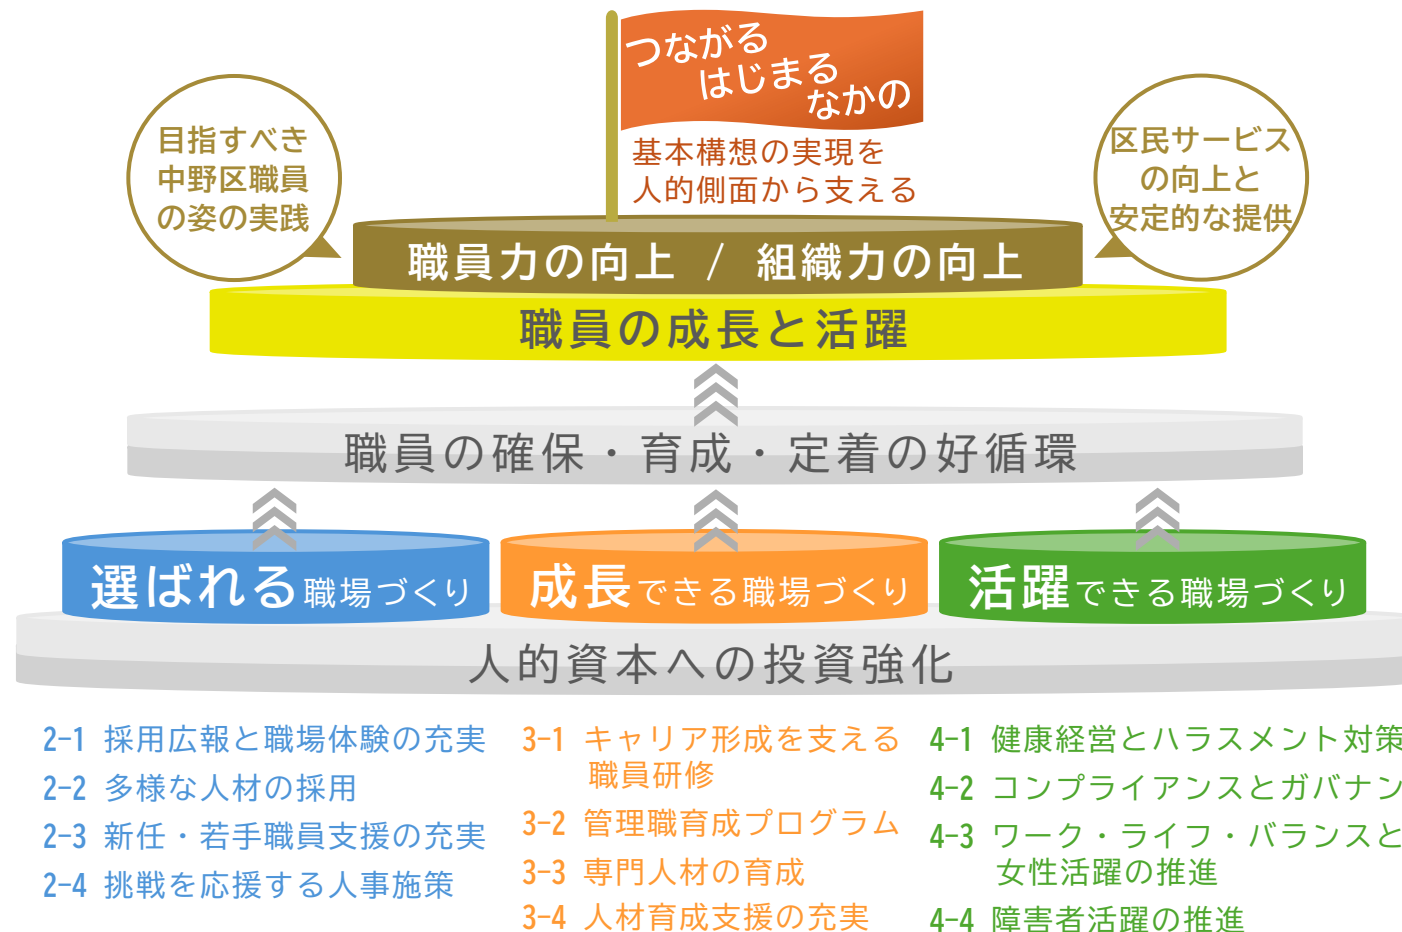 つながる
はじまる
なかの
基本構想の実現を
人的側面から支える
目指すべき
中野区職員
の姿の実践
区民サービス
の向上と
安定的な提供
職員力の向上 / 組織力の向上
職員の成長と活躍
職員の確保・育成・定着の好循環
選ばれる職場づくり
成長できる職場づくり
活躍できる職場づくり
人的資本への投資強化
2-1 採用広報と職場体験の充実
2-2 多様な人材の採用
2-3 新任・若手職員支援の充実
2-4 挑戦を応援する人事施策
3-1 キャリア形成を支える
職員研修
3-2 管理職育成プログラム
3-3 専門人材の育成
3-4 人材育成支援の充実
4-1 健康経営とハラスメント対策
4-2 コンプライアンスとガバナン
4-3 ワーク・ライフ・バランスと
女性活躍の推進
4-4 障害者活躍の推進